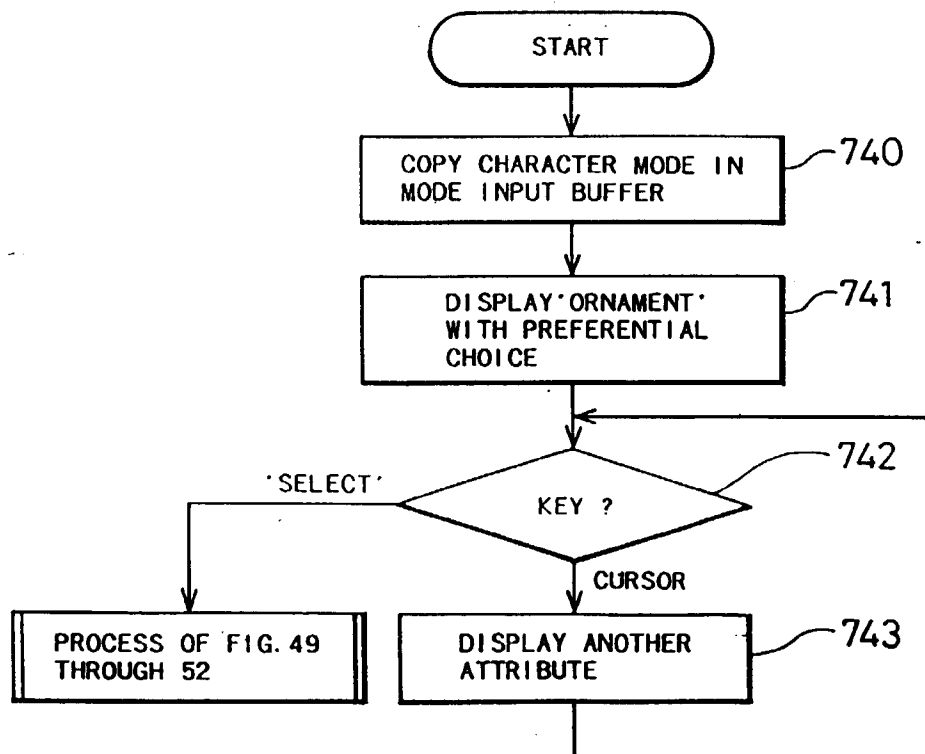 START
COPY CHARACTER MODE IN
MODE INPUT BUFFER
740
DISPLAY 'ORNAMENT'
WITH PREFERENTIAL
CHOICE
741
742
'SELECT'
KEY ?
CURSOR
PROCESS OF FIG. 49
THROUGH 52
DISPLAY ANOTHER
ATTRIBUTE
743